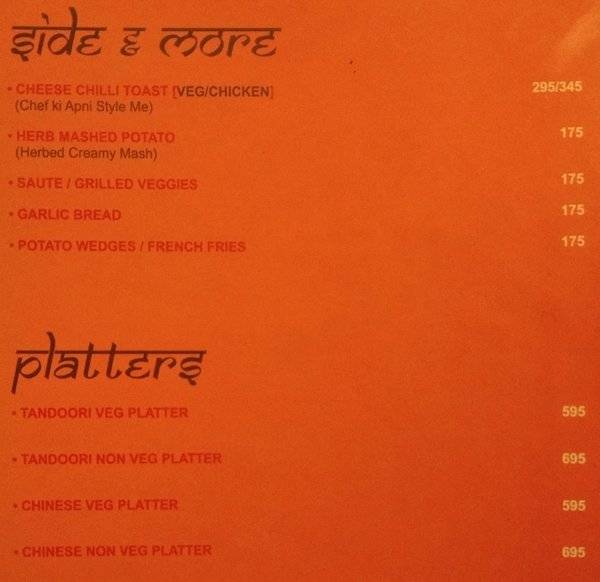 Side & More
• CHEESE CHILLI TOAST [VEG/CHICKEN] 295/345
(Chef ki Apni Style Me)
• HERB MASHED POTATO 175
(Herbed Creamy Mash)
• SAUTE / GRILLED VEGGIES 175
• GARLIC BREAD 175
• POTATO WEDGES / FRENCH FRIES 175
Platters
• TANDOORI VEG PLATTER 595
• TANDOORI NON VEG PLATTER 695
• CHINESE VEG PLATTER 595
• CHINESE NON VEG PLATTER 695